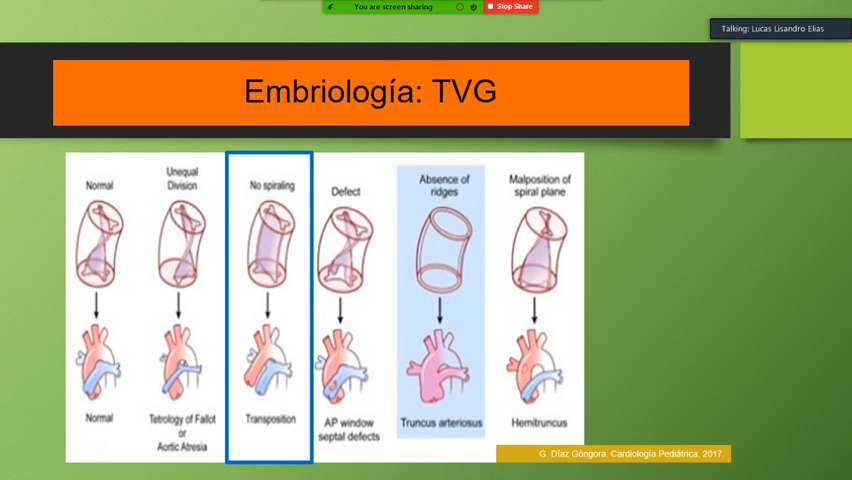 You are screen sharing
Stop Share
Talking: Lucas Lisandro Elias
Embriología: TVG
Normal
Unequal
Division
No spiraling
Defect
Absence of
ridges
Malposition of
spiral plane
Normal
Tetrology of Fallot
or
Aortic Atresia
Transposition
AP window
septal defects
Truncus arteriosus
Hemitruncus
G. Díaz Góngora. Cardiología Pediátrica. 2017.